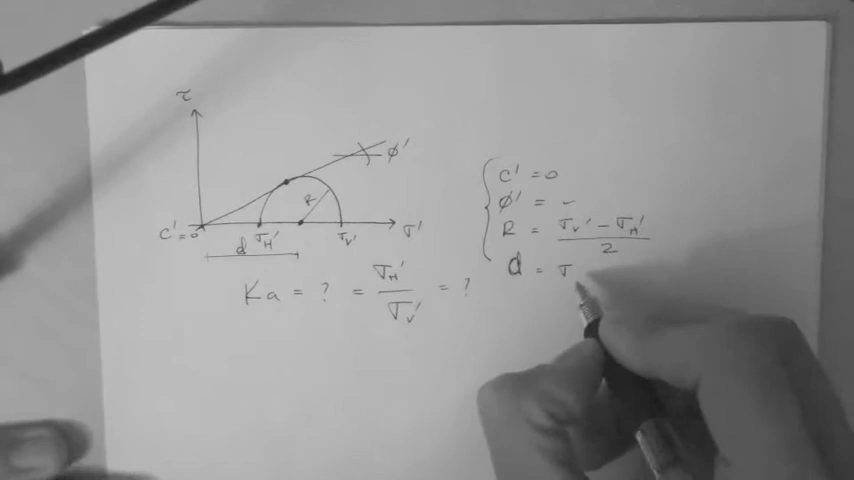 τ
φ'
R
c' = 0
σH'
σv'
σ'
d
Ka = ? = σH' / σv' = ?
c' = 0
φ' = ✓
R = σv' − σH' / 2
d = σ